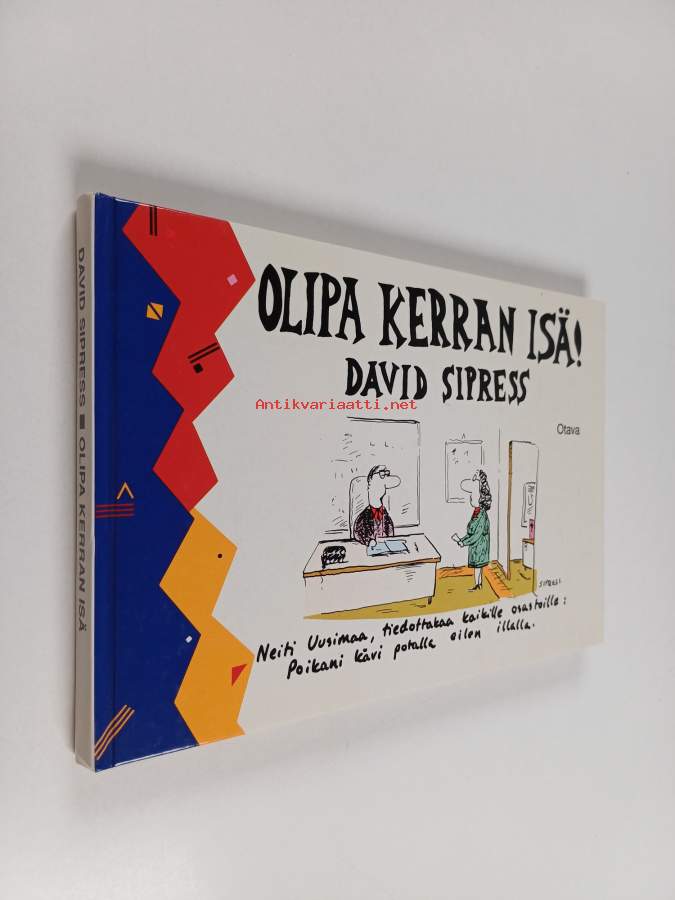 DAVID SIPRESS ■ OLIPA KERRAN ISÄ
OLIPA KERRAN ISÄ!
DAVID SIPRESS
Antikvariaatti.net
Otava
SIPRESS
Neiti Uusimaa, tiedottakaa kaikille osastoille:
Poikani kävi potalla eilen illalla.